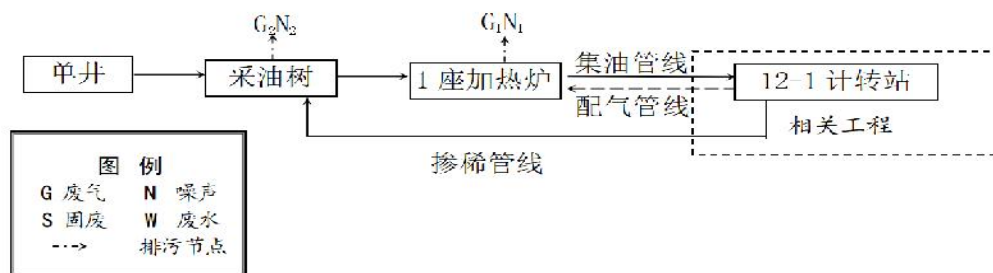 G₂N₂
G₁N₁
单井
采油树
1座加热炉
集油管线
配气管线
12-1计转站
相关工程
掺稀管线
图 例
G 废气 N 噪声
S 固废 W 废水
排污节点